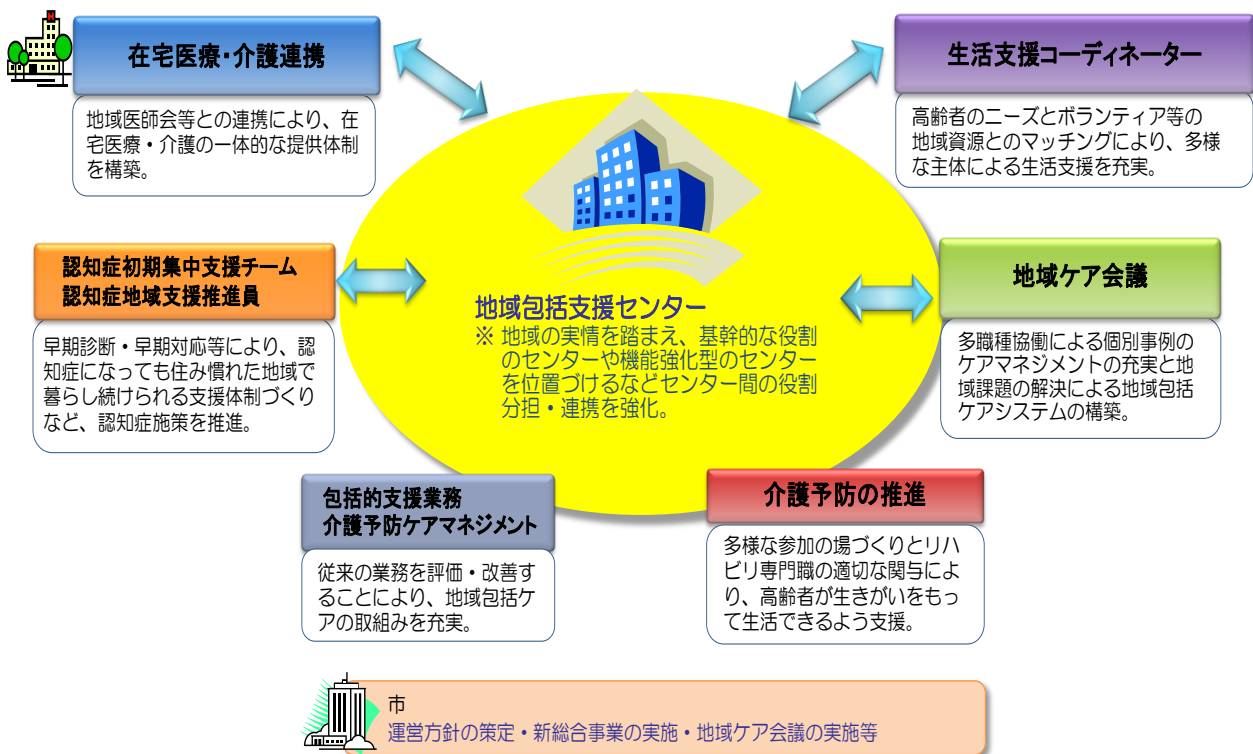 H
在宅医療・介護連携
地域医師会等との連携により、在
宅医療・介護の一体的な提供体制
を構築。
生活支援コーディネーター
高齢者のニーズとボランティア等の
地域資源とのマッチングにより、多様
な主体による生活支援を充実。
認知症初期集中支援チーム
認知症地域支援推進員
早期診断・早期対応等により、認
知症になっても住み慣れた地域で
暮らし続けられる支援体制づくり
など、認知症施策を推進。
地域包括支援センター
※ 地域の実情を踏まえ、基幹的な役割
のセンターや機能強化型のセンター
を位置づけるなどセンター間の役割
分担・連携を強化。
地域ケア会議
多職種協働による個別事例の
ケアマネジメントの充実と地
域課題の解決による地域包括
ケアシステムの構築。
包括的支援業務
介護予防ケアマネジメント
従来の業務を評価・改善す
ることにより、地域包括ケ
アの取組みを充実。
介護予防の推進
多様な参加の場づくりとリハ
ビリ専門職の適切な関与によ
り、高齢者が生きがいをもっ
て生活できるよう支援。
市
運営方針の策定・新総合事業の実施・地域ケア会議の実施等